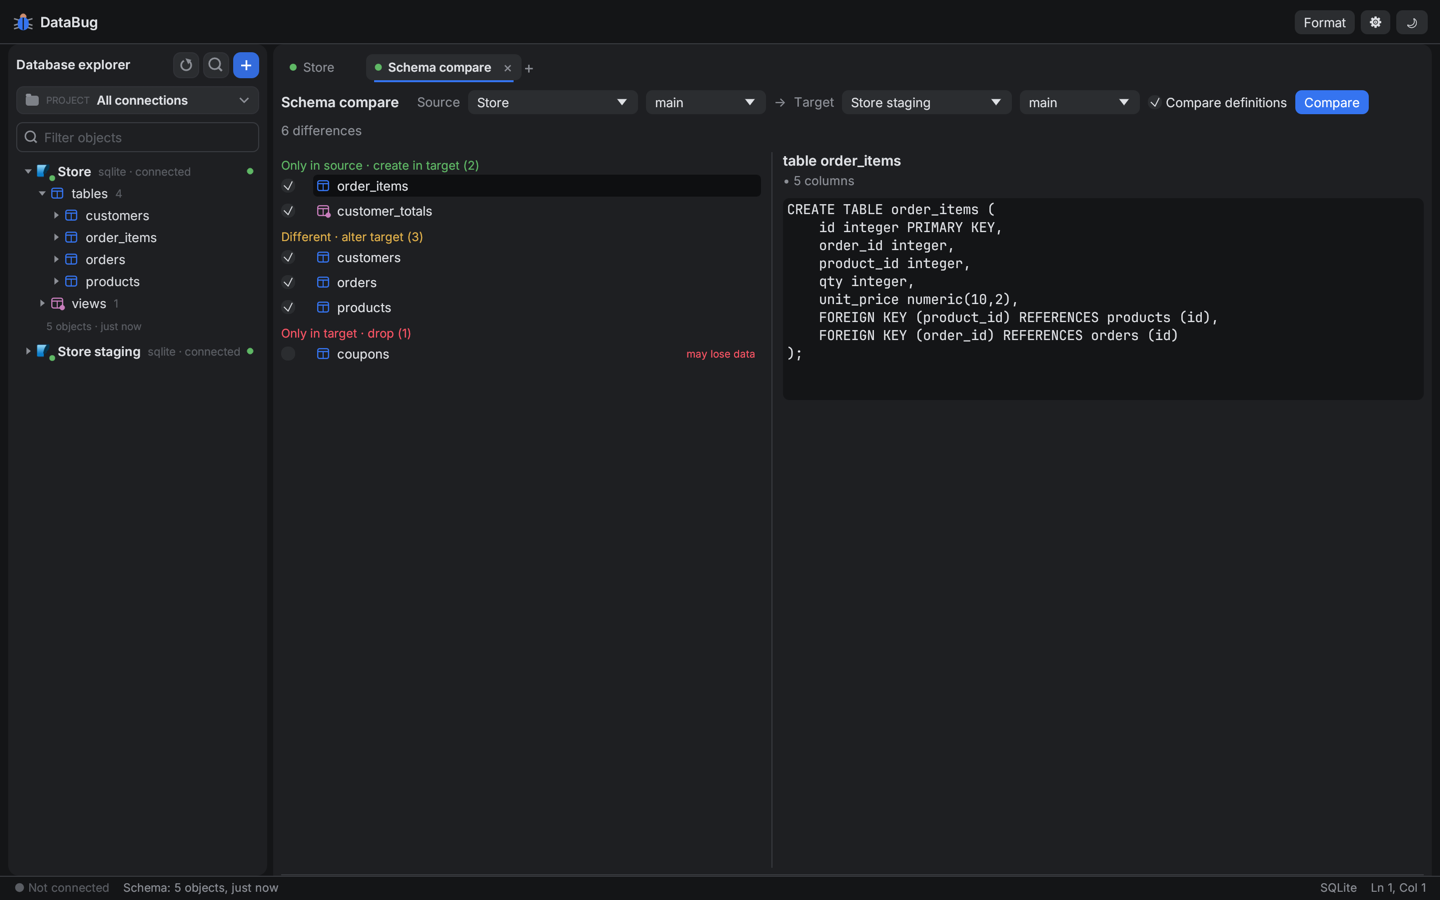 DataBug
Format
Database explorer
PROJECT All connections
Filter objects
Store sqlite · connected
tables 4
customers
order_items
orders
products
views 1
5 objects · just now
Store staging sqlite · connected
Store
Schema compare × +
Schema compare Source Store main → Target Store staging main Compare definitions Compare
6 differences
Only in source · create in target (2)
order_items
customer_totals
Different · alter target (3)
customers
orders
products
Only in target · drop (1)
coupons may lose data
table order_items
• 5 columns
CREATE TABLE order_items (
id integer PRIMARY KEY,
order_id integer,
product_id integer,
qty integer,
unit_price numeric(10,2),
FOREIGN KEY (product_id) REFERENCES products (id),
FOREIGN KEY (order_id) REFERENCES orders (id)
);
Not connected Schema: 5 objects, just now
SQLite Ln 1, Col 1